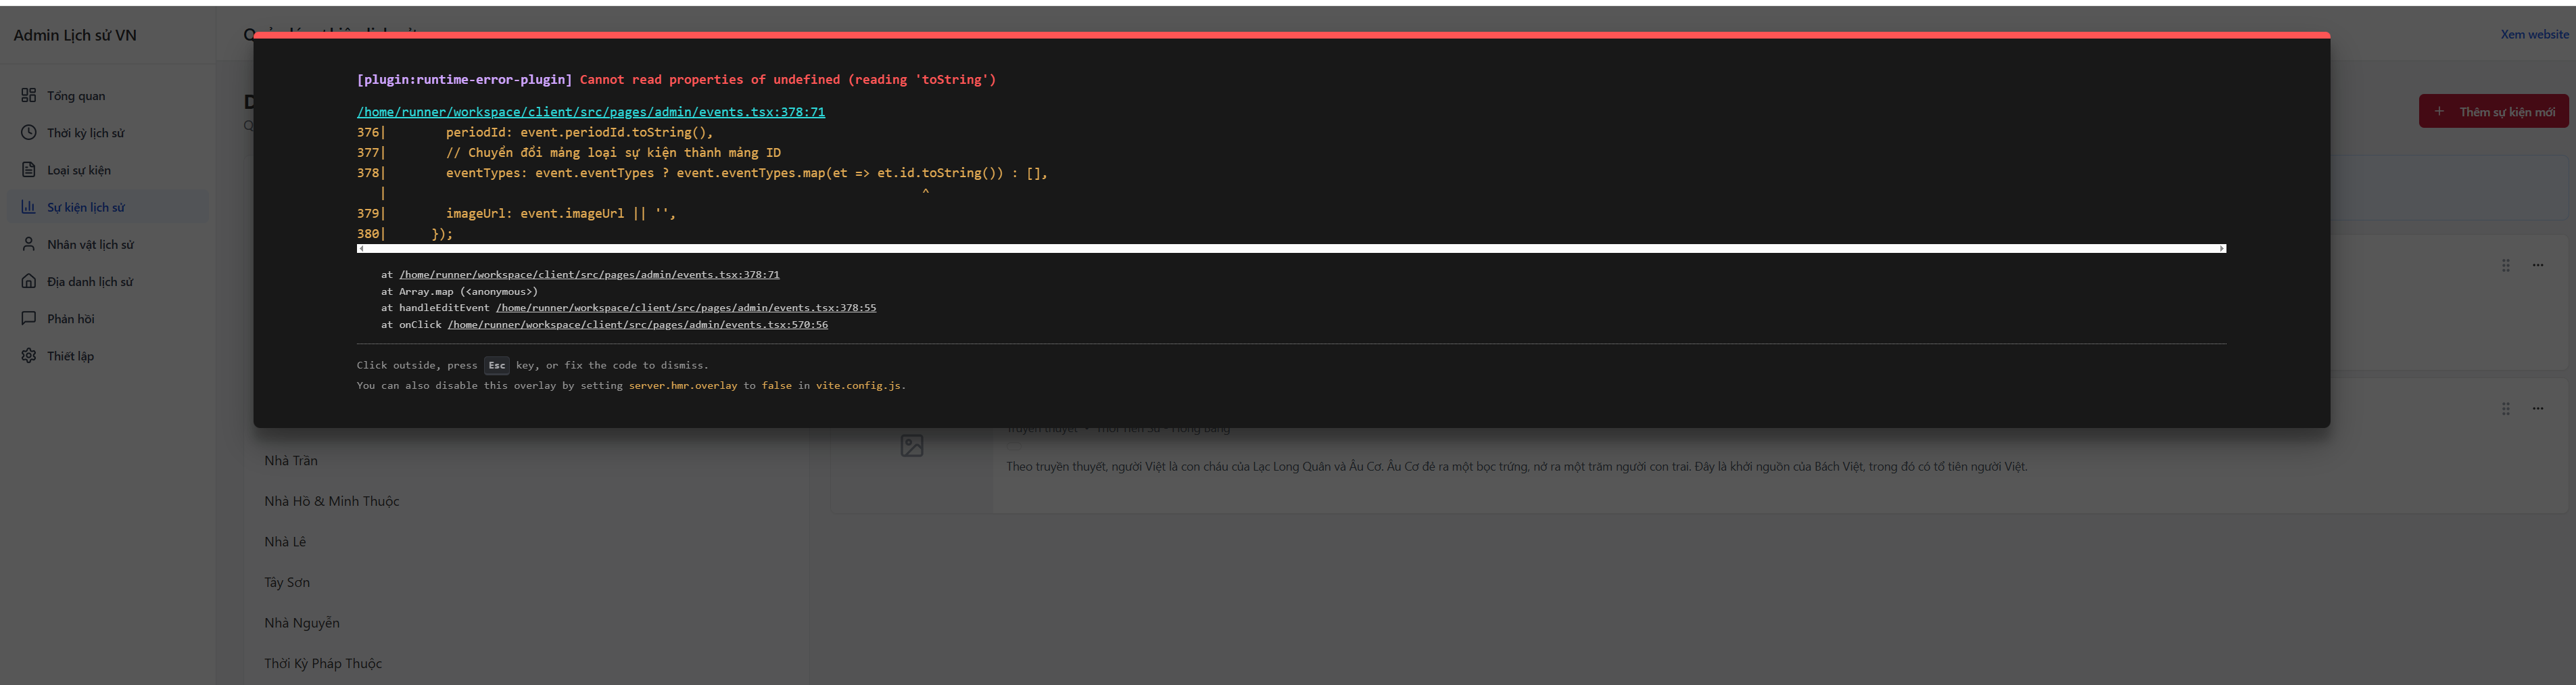 Admin Lịch sử VN
Xem website
Tổng quan
Thời kỳ lịch sử
Loại sự kiện
Sự kiện lịch sử
Nhân vật lịch sử
Địa danh lịch sử
Phản hồi
Thiết lập
+ Thêm sự kiện mới
[plugin:runtime-error-plugin] Cannot read properties of undefined (reading 'toString')
/home/runner/workspace/client/src/pages/admin/events.tsx:378:71
376|        periodId: event.periodId.toString(),
377|        // Chuyển đổi mảng loại sự kiện thành mảng ID
378|        eventTypes: event.eventTypes ? event.eventTypes.map(et => et.id.toString()) : [],
|                                                                         ^
379|        imageUrl: event.imageUrl || '',
380|      });
at /home/runner/workspace/client/src/pages/admin/events.tsx:378:71
at Array.map (<anonymous>)
at handleEditEvent /home/runner/workspace/client/src/pages/admin/events.tsx:378:55
at onClick /home/runner/workspace/client/src/pages/admin/events.tsx:570:56
Click outside, press Esc key, or fix the code to dismiss.
You can also disable this overlay by setting server.hmr.overlay to false in vite.config.js.
Theo truyền thuyết, người Việt là con cháu của Lạc Long Quân và Âu Cơ. Âu Cơ đẻ ra một bọc trứng, nở ra một trăm người con trai. Đây là khởi nguồn của Bách Việt, trong đó có tổ tiên người Việt.
Nhà Trần
Nhà Hồ & Minh Thuộc
Nhà Lê
Tây Sơn
Nhà Nguyễn
Thời Kỳ Pháp Thuộc